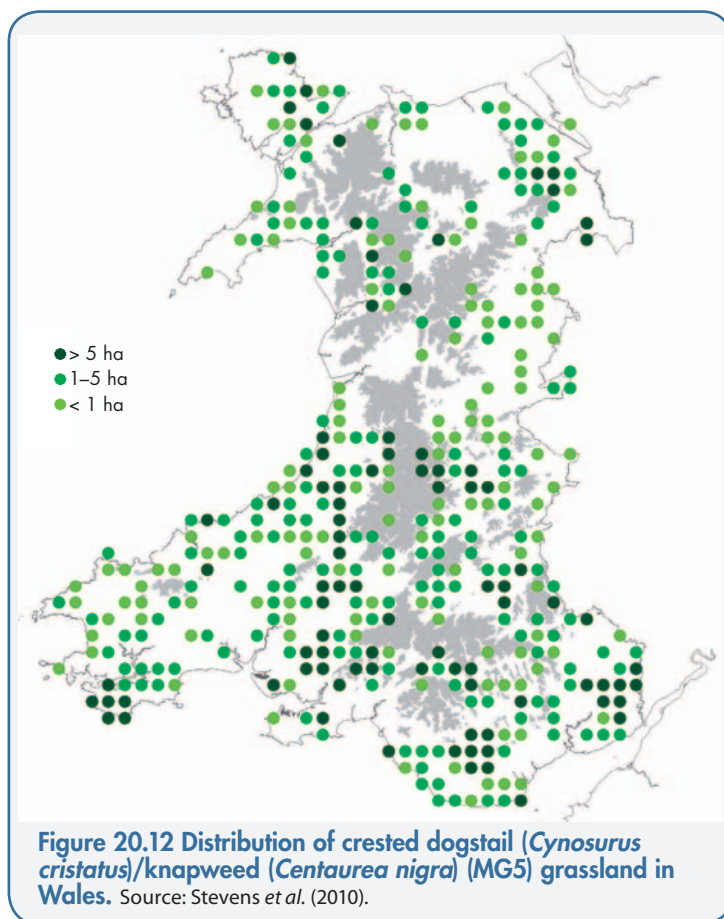 > 5 ha
1–5 ha
< 1 ha
Figure 20.12 Distribution of crested dogstail (Cynosurus
cristatus)/knapweed (Centaurea nigra) (MG5) grassland in
Wales. Source: Stevens et al. (2010).